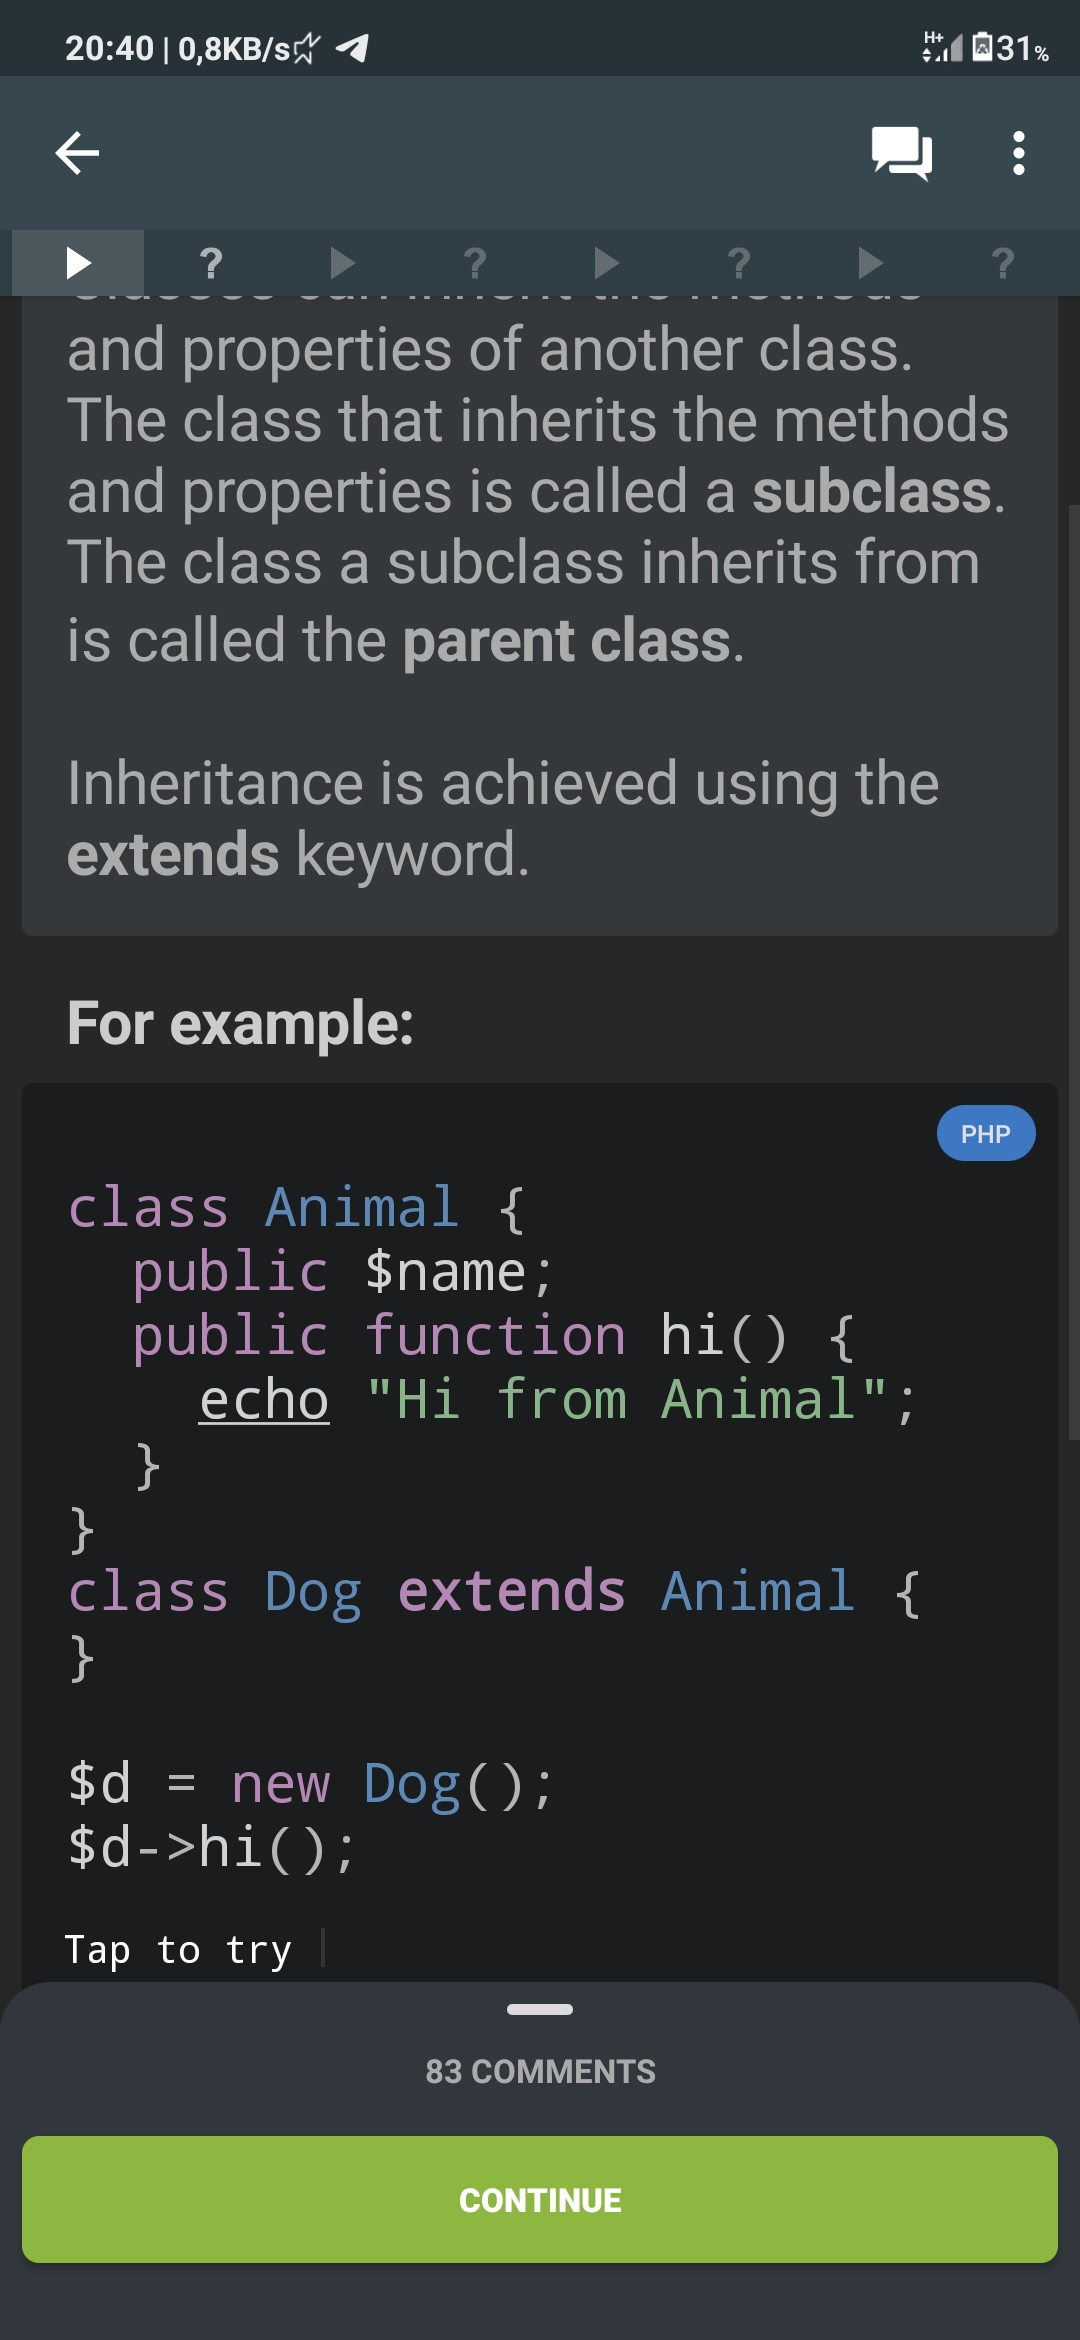 20:40 | 0,8KB/s
H+ 31%
? ? ? ?
and properties of another class.
The class that inherits the methods
and properties is called a subclass.
The class a subclass inherits from
is called the parent class.
Inheritance is achieved using the
extends keyword.
For example:
PHP
class Animal {
public $name;
public function hi() {
echo "Hi from Animal";
}
}
class Dog extends Animal {
}
$d = new Dog();
$d->hi();
Tap to try
83 COMMENTS
CONTINUE